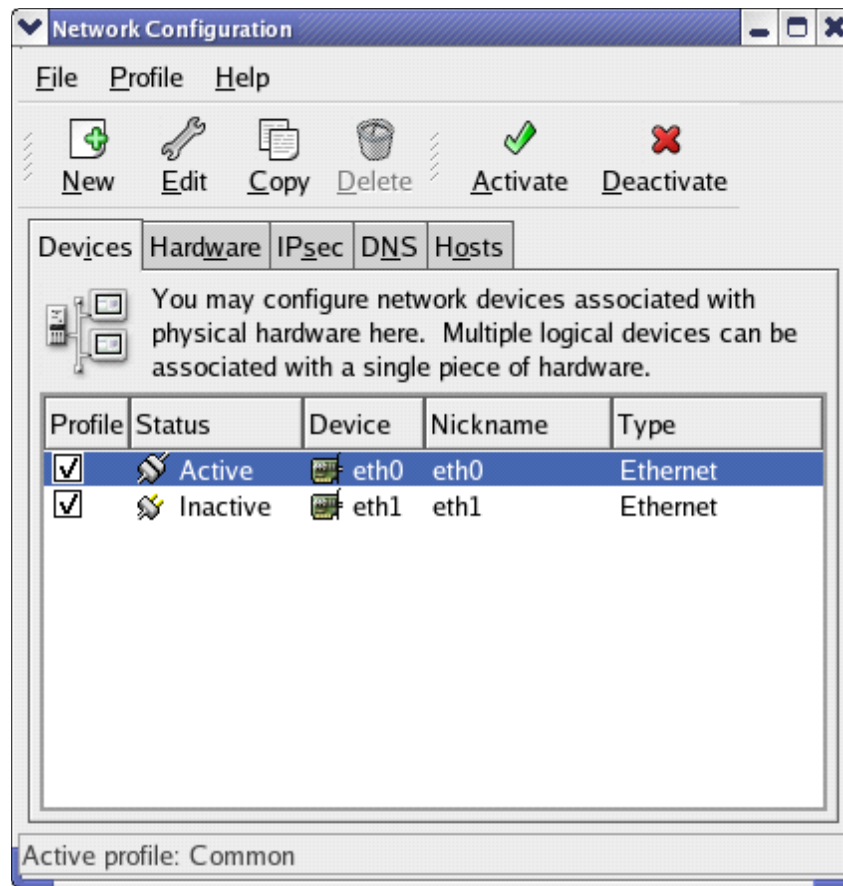 Network Configuration
File Profile Help
New Edit Copy Delete Activate Deactivate
Devices Hardware IPsec DNS Hosts
You may configure network devices associated with
physical hardware here. Multiple logical devices can be
associated with a single piece of hardware.
Profile Status Device Nickname Type
Active eth0 eth0 Ethernet
Inactive eth1 eth1 Ethernet
Active profile: Common